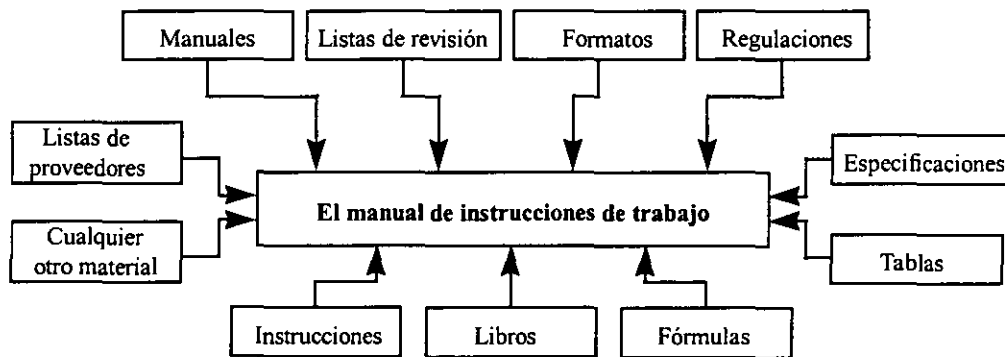 Manuales
Listas de revisión
Formatos
Regulaciones
Listas de
proveedores
Especificaciones
El manual de instrucciones de trabajo
Cualquier
otro material
Tablas
Instrucciones
Libros
Fórmulas